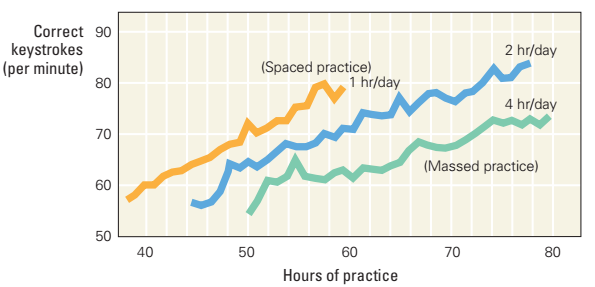 Correct
keystrokes
(per minute)
90
80
70
60
50
(Spaced practice)
1 hr/day
2 hr/day
4 hr/day
(Massed practice)
40 50 60 70 80
Hours of practice